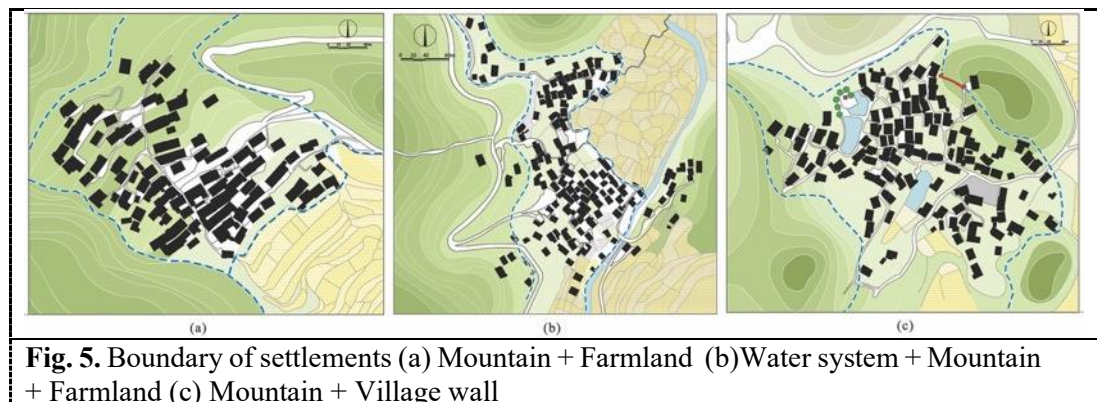 (a)
(b)
(c)
Fig. 5. Boundary of settlements (a) Mountain + Farmland (b)Water system + Mountain
+ Farmland (c) Mountain + Village wall